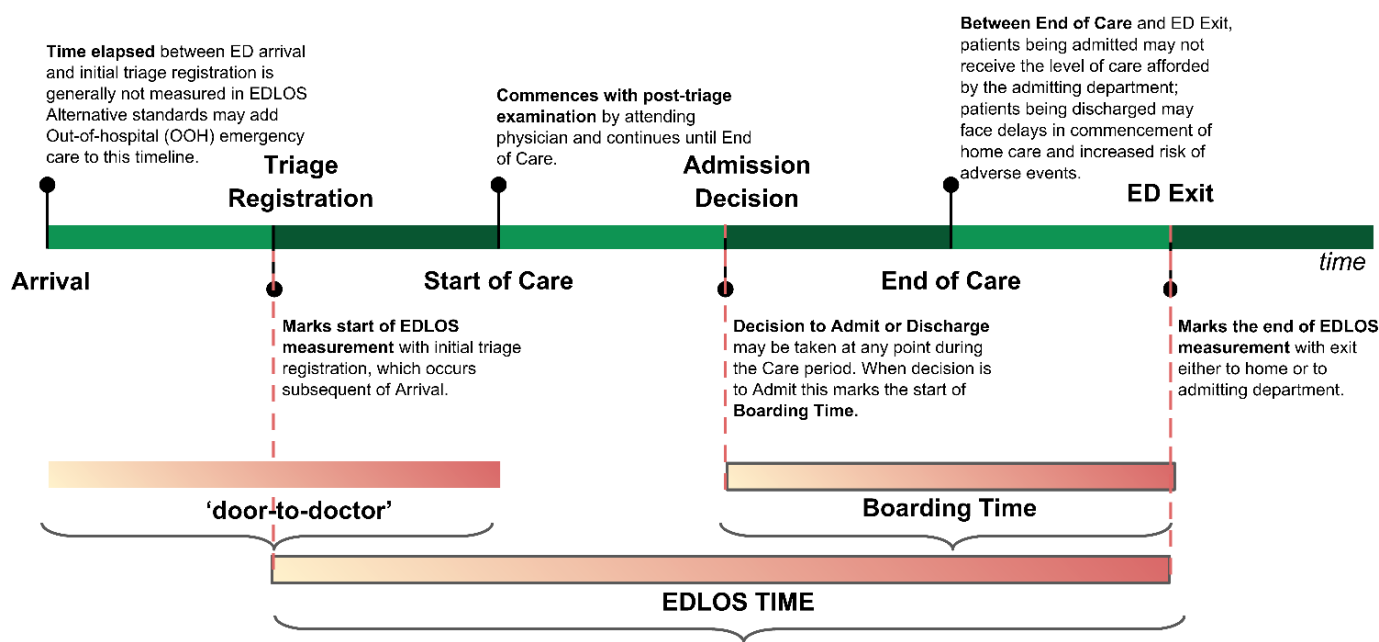 Time elapsed between ED arrival
and initial triage registration is
generally not measured in EDLOS
Alternative standards may add
Out-of-hospital (OOH) emergency
care to this timeline.
Triage
Registration
Commences with post-triage
examination by attending
physician and continues until End
of Care.
Admission
Decision
Between End of Care and ED Exit,
patients being admitted may not
receive the level of care afforded
by the admitting department;
patients being discharged may
face delays in commencement of
home care and increased risk of
adverse events.
ED Exit
time
Arrival
Start of Care
End of Care
Marks start of EDLOS
measurement with initial triage
registration, which occurs
subsequent of Arrival.
Decision to Admit or Discharge
may be taken at any point during
the Care period. When decision is
to Admit this marks the start of
Boarding Time.
Marks the end of EDLOS
measurement with exit
either to home or to
admitting department.
‘door-to-doctor’
Boarding Time
EDLOS TIME